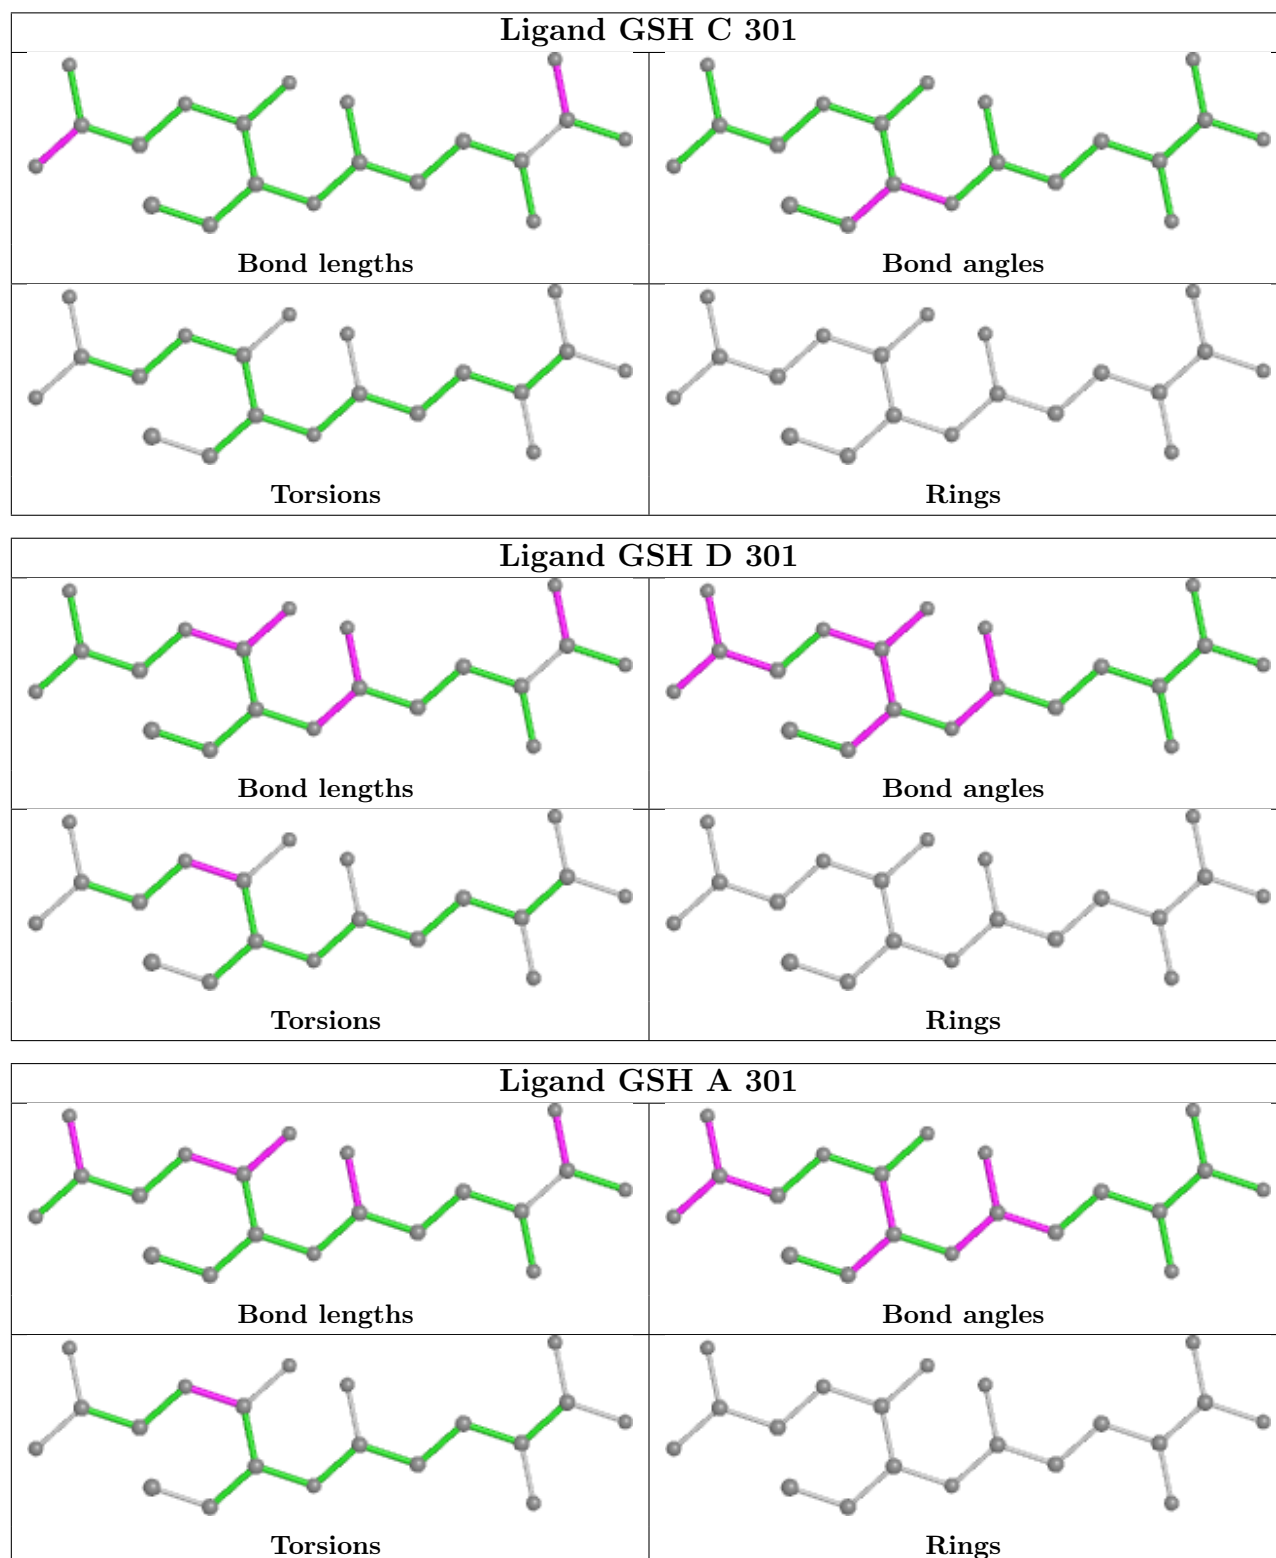 Ligand GSH C 301
Bond lengths
Bond angles
Torsions
Rings
Ligand GSH D 301
Bond lengths
Bond angles
Torsions
Rings
Ligand GSH A 301
Bond lengths
Bond angles
Torsions
Rings